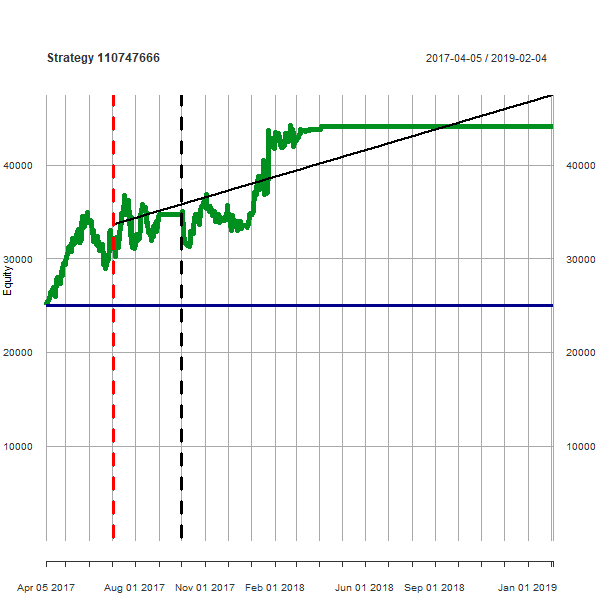 Strategy 110747666
2017-04-05 / 2019-02-04
40000
40000
30000
30000
Equity
20000
20000
10000
10000
Apr 05 2017
Aug 01 2017
Nov 01 2017
Feb 01 2018
Jun 01 2018
Sep 01 2018
Jan 01 2019